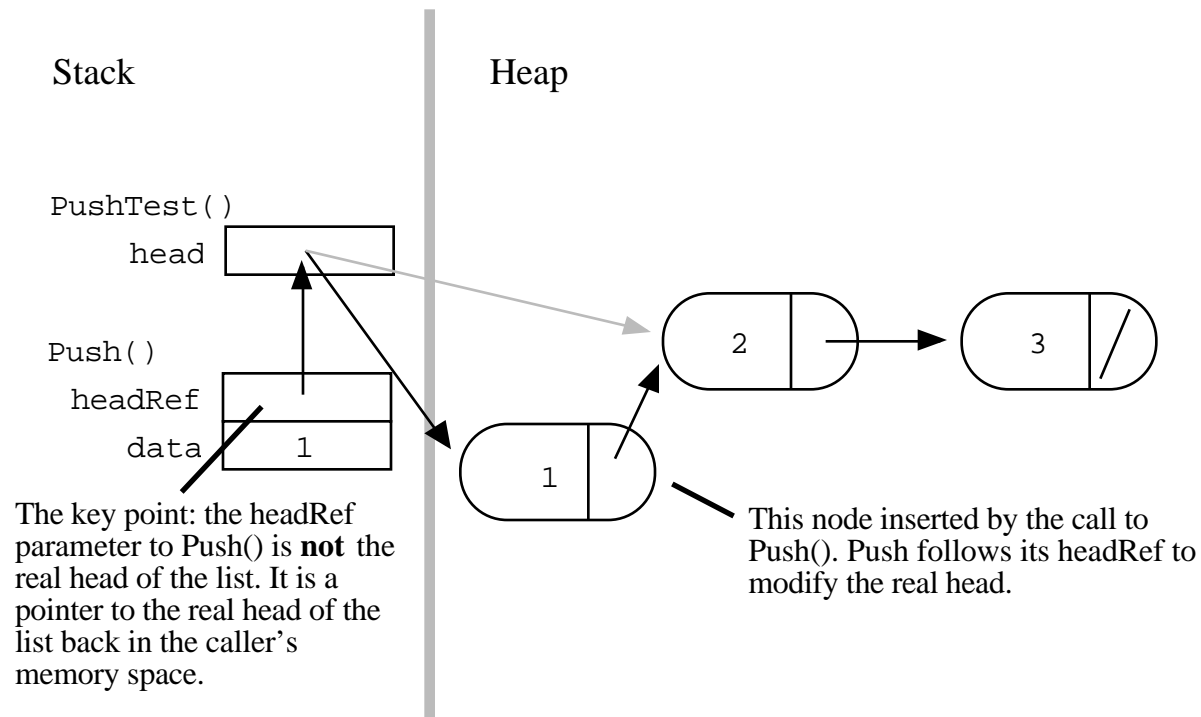 Stack
Heap
PushTest()
head
Push()
headRef
data
1
2
3
1
The key point: the headRef
parameter to Push() is not the
real head of the list. It is a
pointer to the real head of the
list back in the caller’s
memory space.
This node inserted by the call to
Push(). Push follows its headRef to
modify the real head.